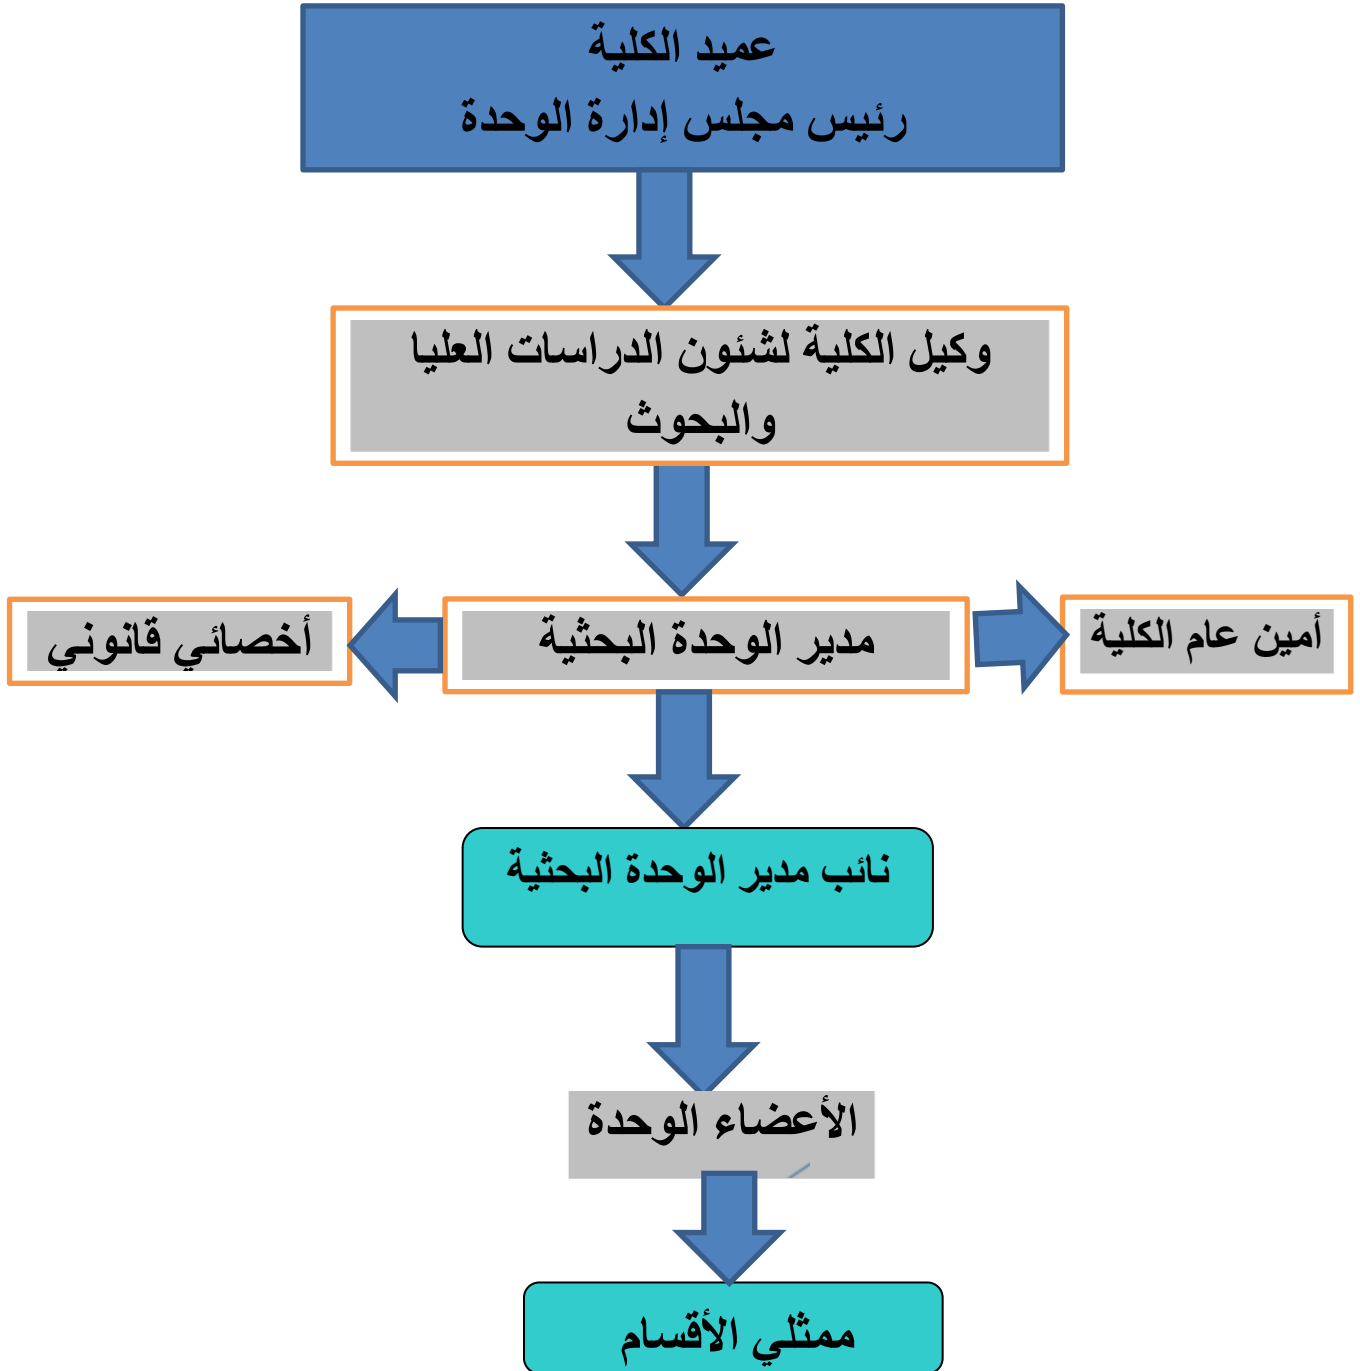 عميد الكلية
رئيس مجلس إدارة الوحدة
وكيل الكلية لشئون الدراسات العليا
والبحوث
أمين عام الكلية
مدير الوحدة البحثية
أخصائي قانوني
نائب مدير الوحدة البحثية
الأعضاء الوحدة
ممثلي الأقسام